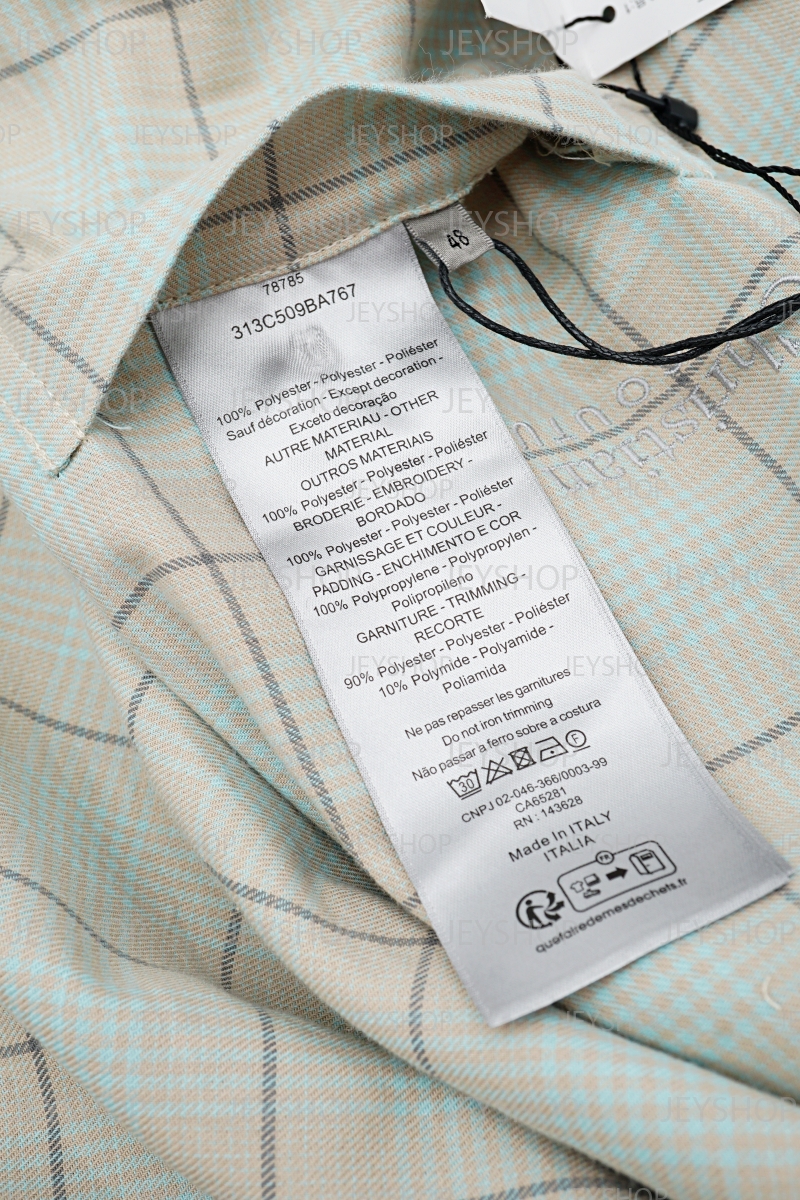 48
78785
313C509BA767
100% Polyester - Polyester - Poliéster
Sauf décoration - Except decoration -
Exceto decoração
AUTRE MATERIAU - OTHER
MATERIAL
OUTROS MATERIAIS
100% Polyester - Polyester - Poliéster
BRODERIE - EMBROIDERY -
BORDADO
100% Polyester - Polyester - Poliéster
GARNISSAGE ET COULEUR -
PADDING - ENCHIMENTO E COR
100% Polypropylene - Polypropylen -
Polipropileno
GARNITURE - TRIMMING -
RECORTE
90% Polyester - Polyester - Poliéster
10% Polymide - Polyamide -
Poliamida
Ne pas repasser les garnitures
Do not iron trimming
Não passar a ferro sobre a costura
30 F
CNPJ 02-046-366/0003-99
CA65281
RN : 143628
Made In ITALY
ITALIA
FR
quefairedemesdechets.fr
Christian
JEYSHOP